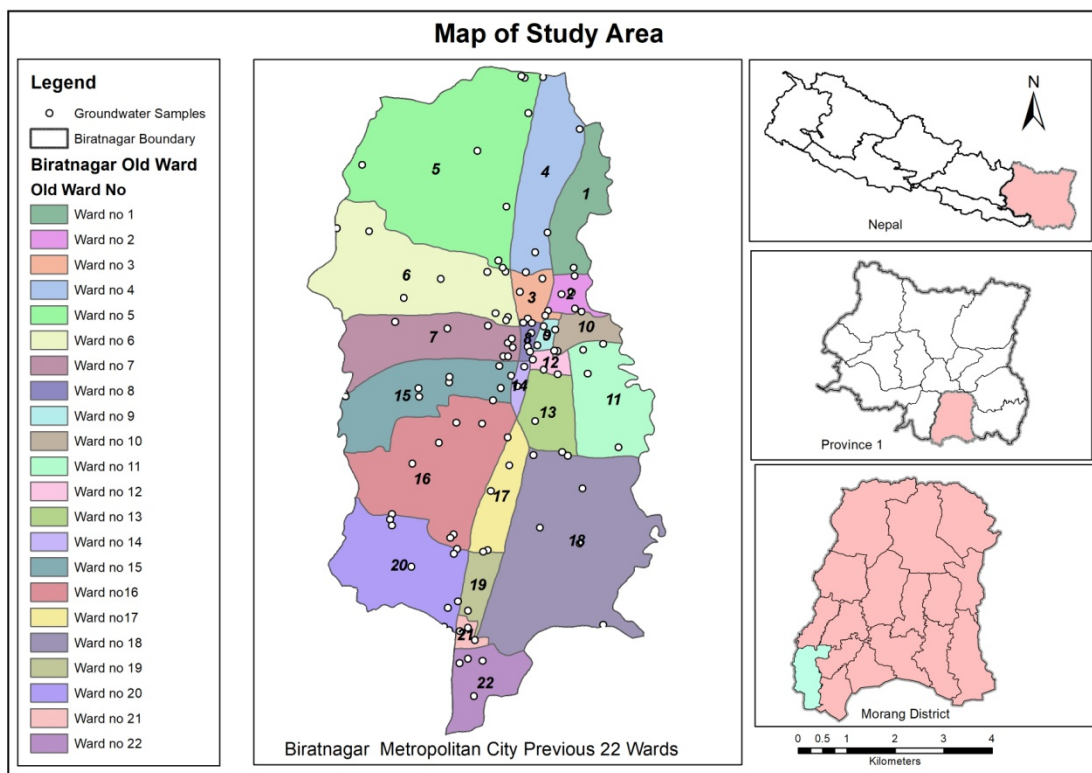 Map of Study Area
Legend
Groundwater Samples
Biratnagar Boundary
Biratnagar Old Ward
Old Ward No
Ward no 1
Ward no 2
Ward no 3
Ward no 4
Ward no 5
Ward no 6
Ward no 7
Ward no 8
Ward no 9
Ward no 10
Ward no 11
Ward no 12
Ward no 13
Ward no 14
Ward no 15
Ward no16
Ward no17
Ward no 18
Ward no 19
Ward no 20
Ward no 21
Ward no 22
5
4
1
6
3
2
7
8
9
10
12
14
15
13
11
16
17
18
20
19
21
22
Biratnagar Metropolitan City Previous 22 Wards
N
Nepal
Province 1
Morang District
0 0.5 1 2 3 4
Kilometers